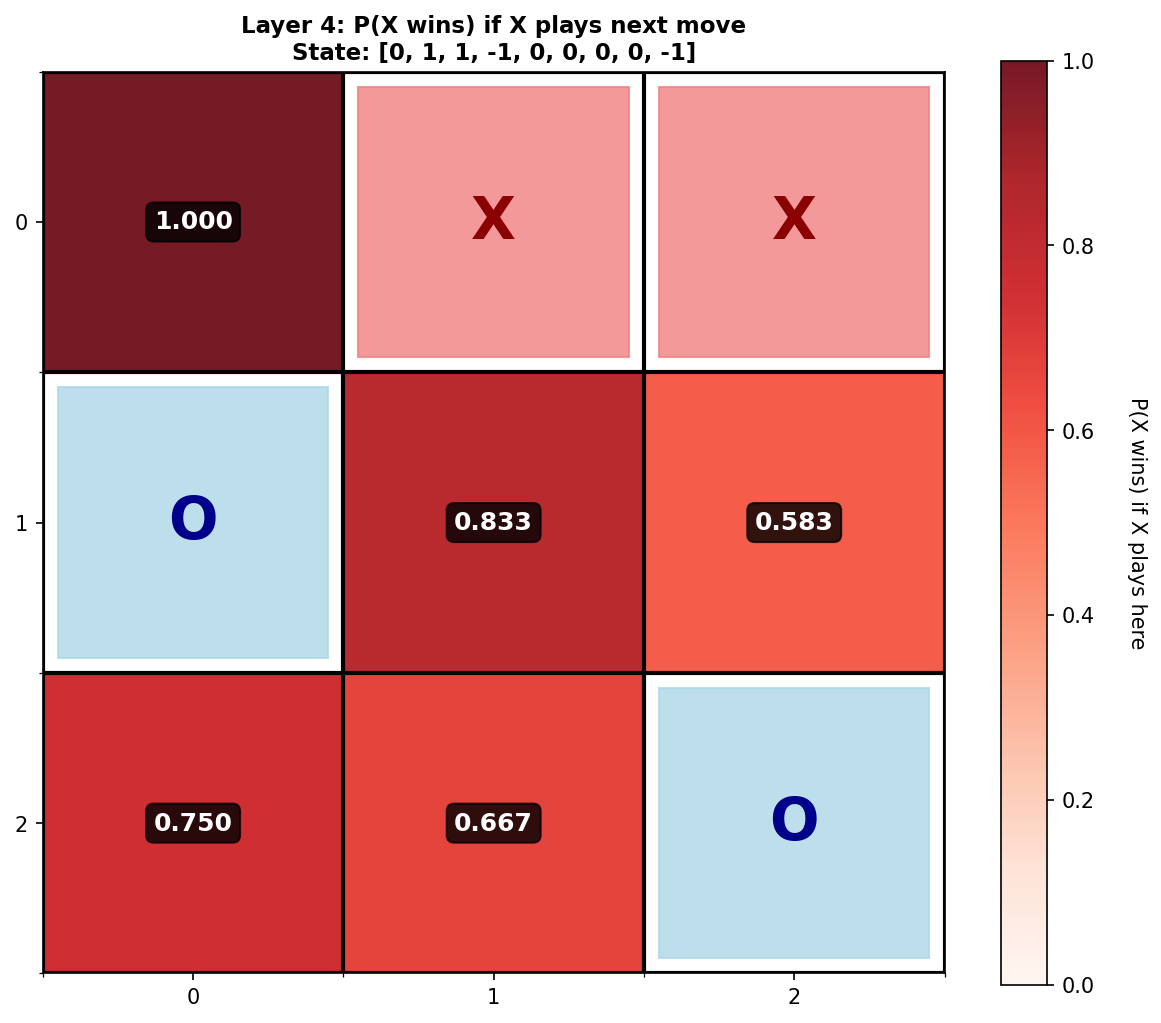 Layer 4: P(X wins) if X plays next move
State: [0, 1, 1, -1, 0, 0, 0, 0, -1]
0
1.000
X
X
1
O
0.833
0.583
2
0.750
0.667
O
0
1
2
1.0
0.8
0.6
0.4
0.2
0.0
P(X wins) if X plays here